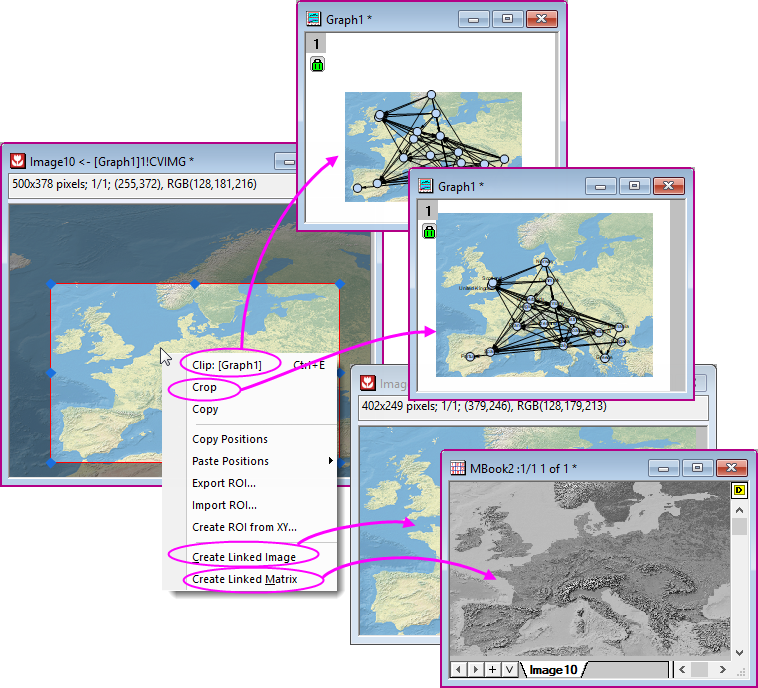 Graph1 *
1
Image10 <- [Graph1]1!CVIMG *
500x378 pixels; 1/1; (255,372), RGB(128,181,216)
Graph1 *
1
Clip: [Graph1] Ctrl+E
Crop
Copy
Copy Positions
Paste Positions
Export ROI...
Import ROI...
Create ROI from XY...
Create Linked Image
Create Linked Matrix
Imag
402x249 pixels; 1/1; (379,246), RGB(128,179,213)
MBook2 :1/1 1 of 1 *
D
Image10